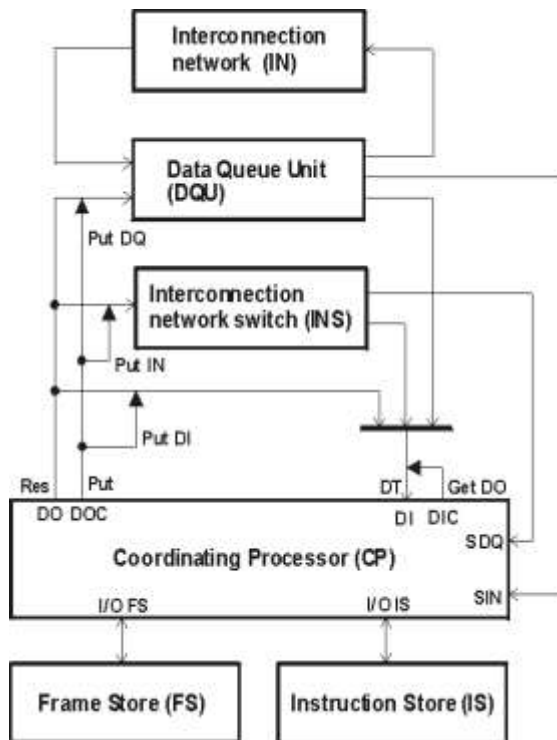 Interconnection
network (IN)
Data Queue Unit
(DQU)
Put DQ
Interconnection
network switch (INS)
Put IN
Put DI
Res
Put
DT
Get DO
DO
DOC
DI
DIC
SDQ
Coordinating Processor (CP)
SIN
I/O FS
I/O IS
Frame Store (FS)
Instruction Store (IS)